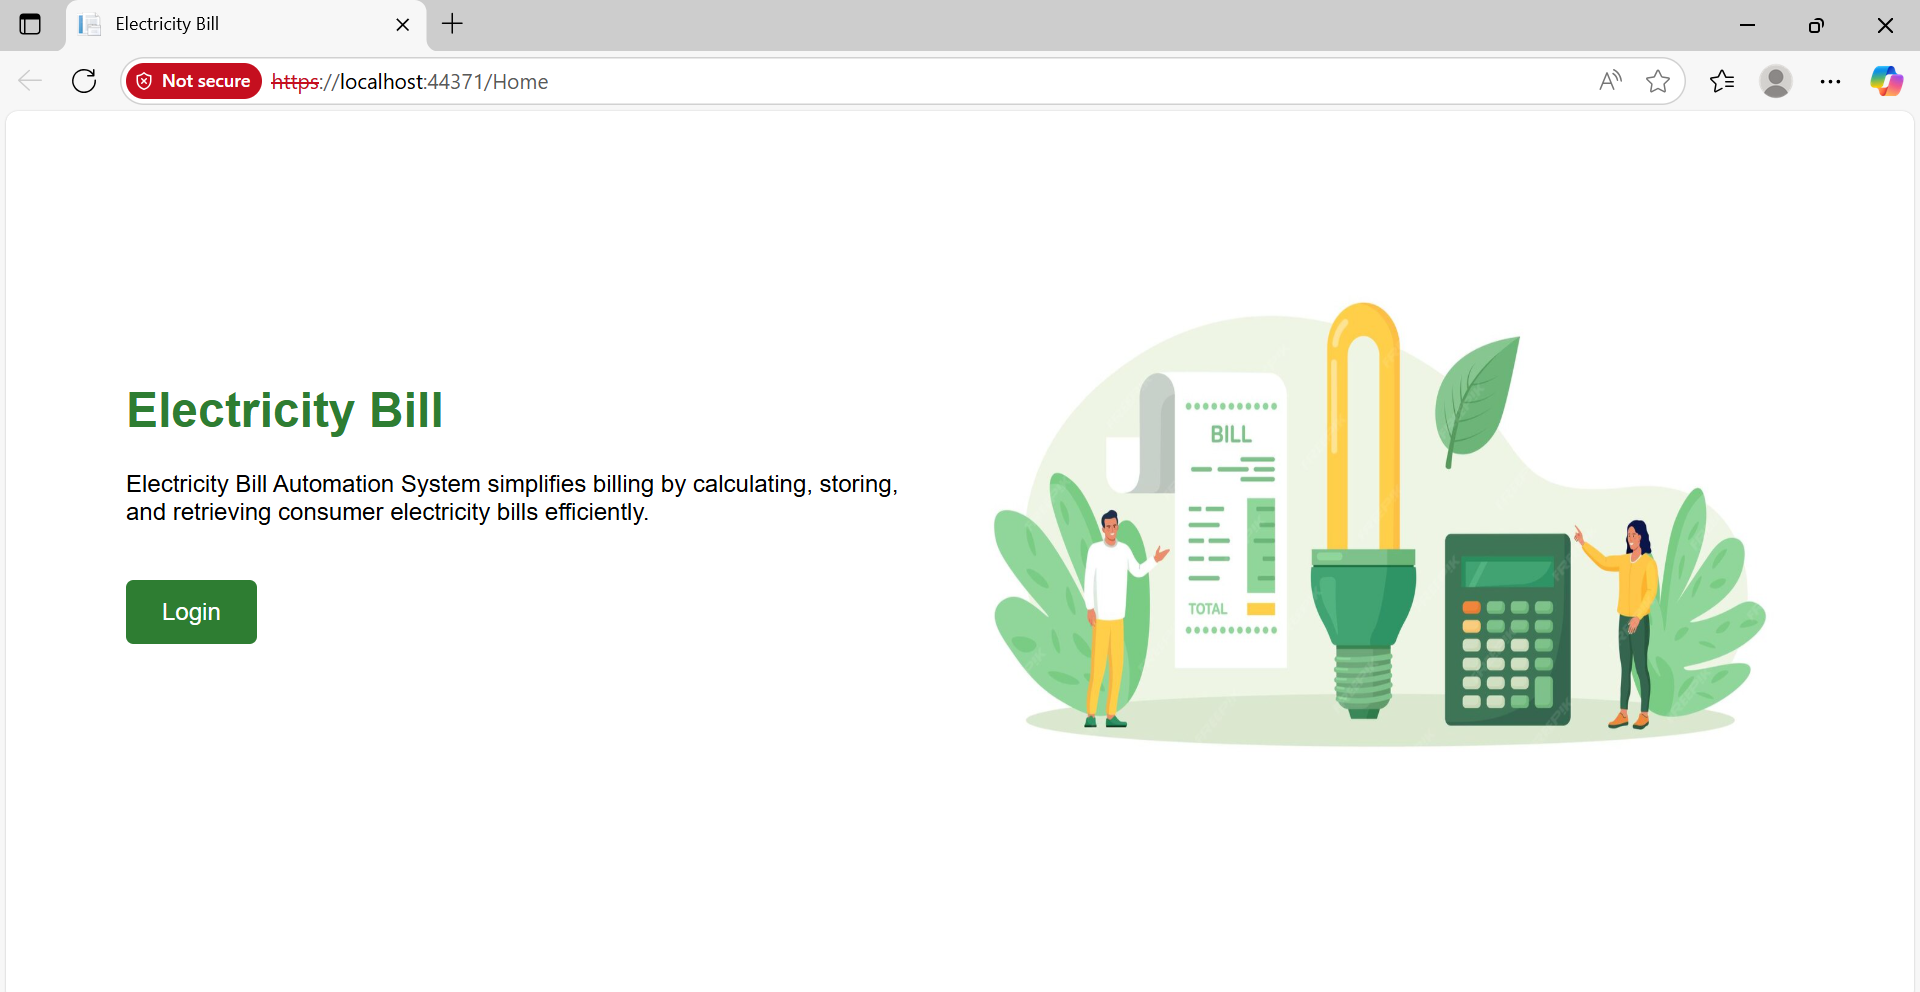 Electricity Bill
Not secure
https://localhost:44371/Home
Electricity Bill
Electricity Bill Automation System simplifies billing by calculating, storing,
and retrieving consumer electricity bills efficiently.
Login
BILL
TOTAL